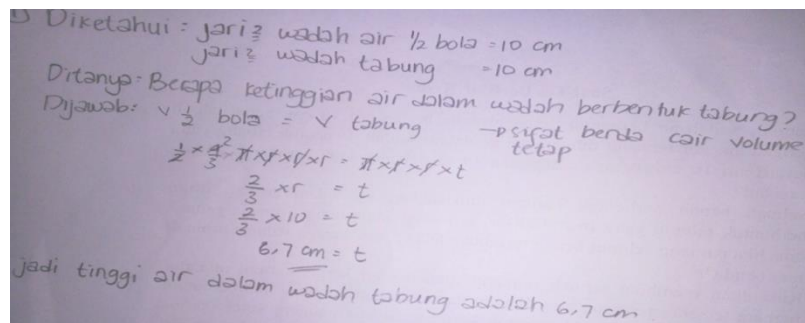 1) Diketahui : jari² wadah air 1/2 bola = 10 cm
jari² wadah tabung = 10 cm
Ditanya : Berapa ketinggian air dalam wadah berbentuk tabung?
Dijawab : v 1/2 bola = v tabung → sifat benda cair volume tetap
1/2 × 4/3 2 × π × r × r × r = π × r × r × t
2/3 × r = t
2/3 × 10 = t
6,7 cm = t
jadi tinggi air dalam wadah tabung adalah 6,7 cm